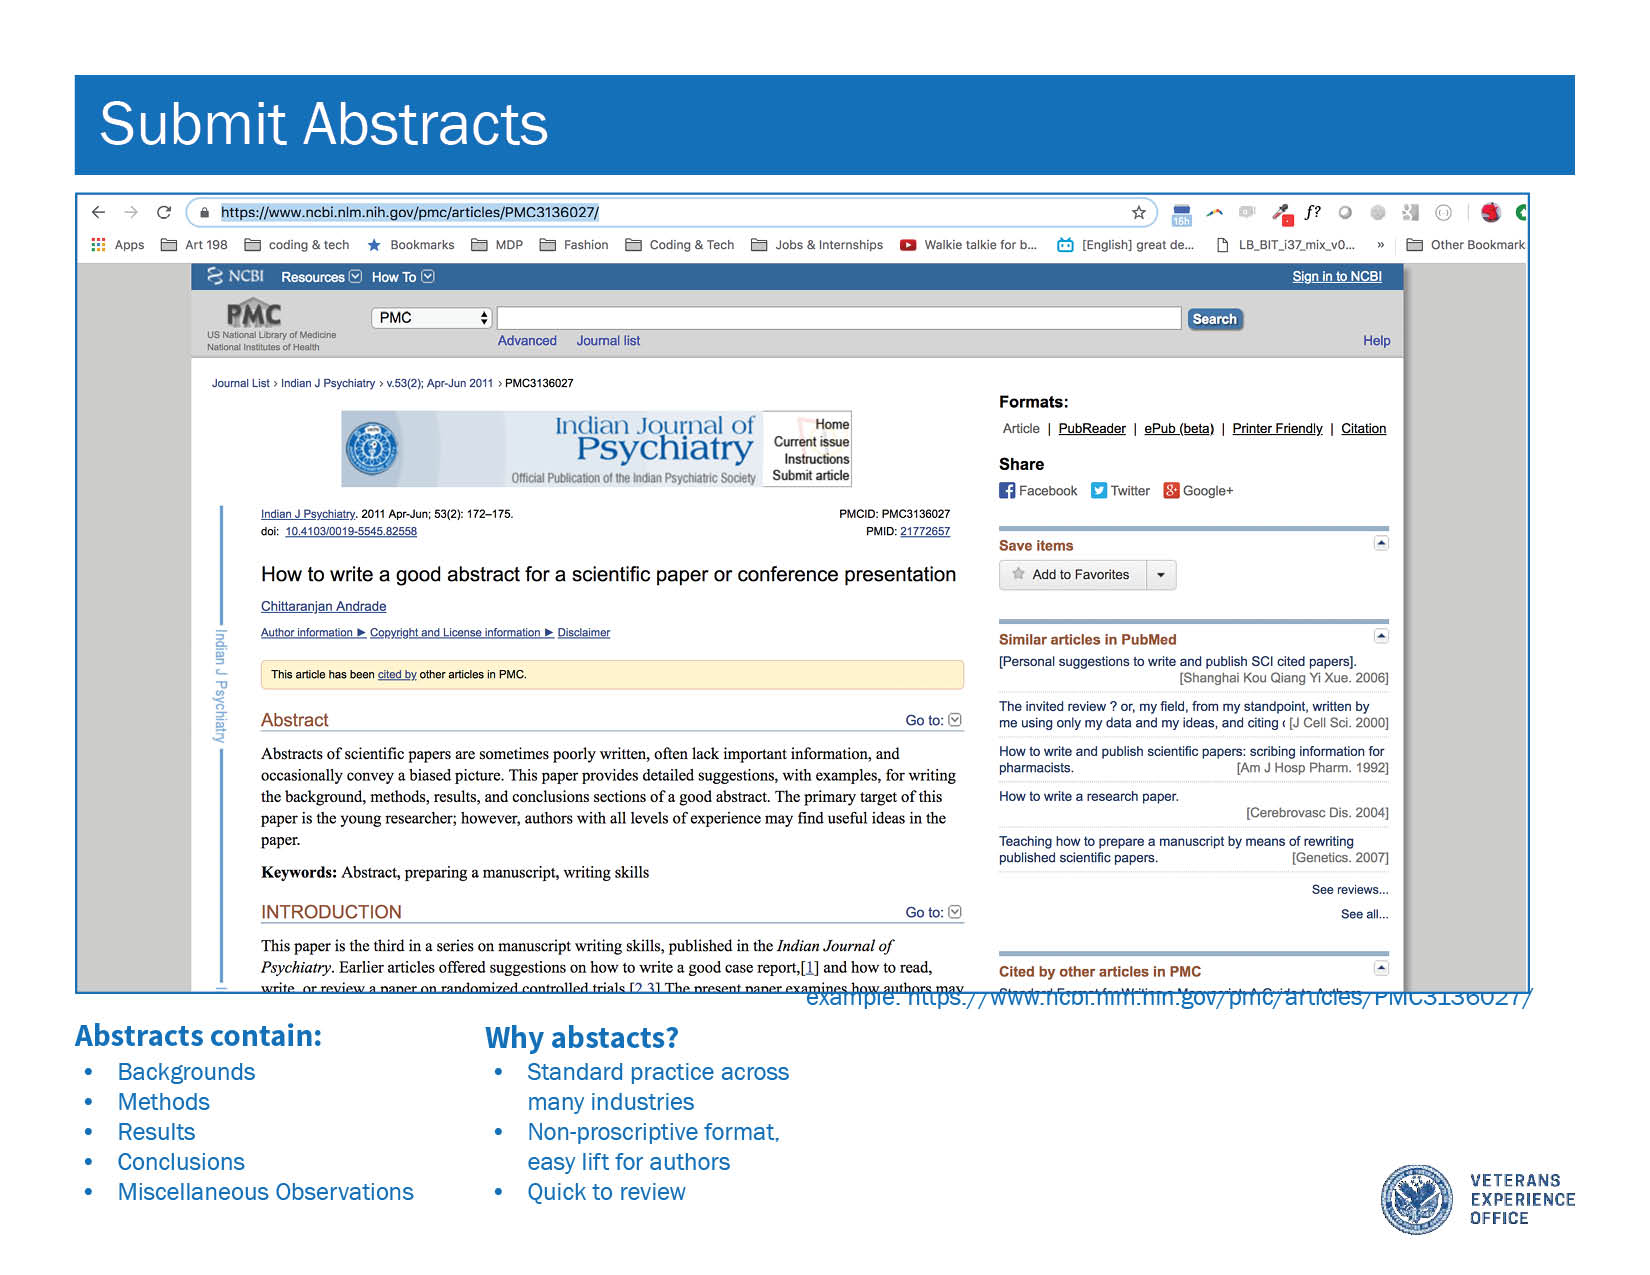 Submit Abstracts
https://www.ncbi.nlm.nih.gov/pmc/articles/PMC3136027/
16h
f?
Apps Art 198 coding & tech Bookmarks MDP Fashion Coding & Tech Jobs & Internships Walkie talkie for b... [English] great de... LB_BIT_i37_mix_v0... » Other Bookmark
NCBI Resources How To Sign in to NCBI
PMC
US National Library of Medicine
National Institutes of Health
PMC Search
Advanced Journal list Help
Journal List › Indian J Psychiatry › v.53(2); Apr-Jun 2011 › PMC3136027
Indian Journal of
Psychiatry
Official Publication of the Indian Psychiatric Society
Home
Current issue
Instructions
Submit article
Indian J Psychiatry
Indian J Psychiatry. 2011 Apr-Jun; 53(2): 172–175. PMCID: PMC3136027
doi: 10.4103/0019-5545.82558 PMID: 21772657
How to write a good abstract for a scientific paper or conference presentation
Chittaranjan Andrade
Author information ► Copyright and License information ► Disclaimer
This article has been cited by other articles in PMC.
Abstract Go to:
Abstracts of scientific papers are sometimes poorly written, often lack important information, and
occasionally convey a biased picture. This paper provides detailed suggestions, with examples, for writing
the background, methods, results, and conclusions sections of a good abstract. The primary target of this
paper is the young researcher; however, authors with all levels of experience may find useful ideas in the
paper.
Keywords: Abstract, preparing a manuscript, writing skills
INTRODUCTION Go to:
This paper is the third in a series on manuscript writing skills, published in the Indian Journal of
Psychiatry. Earlier articles offered suggestions on how to write a good case report,[1] and how to read,
write, or review a paper on randomized controlled trials.[2,3] The present paper examines how authors may
Formats:
Article | PubReader | ePub (beta) | Printer Friendly | Citation
Share
Facebook Twitter Google+
Save items
Add to Favorites
Similar articles in PubMed
[Personal suggestions to write and publish SCI cited papers].
[Shanghai Kou Qiang Yi Xue. 2006]
The invited review ? or, my field, from my standpoint, written by
me using only my data and my ideas, and citing [J Cell Sci. 2000]
How to write and publish scientific papers: scribing information for
pharmacists. [Am J Hosp Pharm. 1992]
How to write a research paper.
[Cerebrovasc Dis. 2004]
Teaching how to prepare a manuscript by means of rewriting
published scientific papers. [Genetics. 2007]
See reviews...
See all...
Cited by other articles in PMC
Standard Format for Writing a Manuscript: A Guide to Authors
example: https://www.ncbi.nlm.nih.gov/pmc/articles/PMC3136027/
Abstracts contain:
• Backgrounds
• Methods
• Results
• Conclusions
• Miscellaneous Observations
Why abstacts?
• Standard practice across
many industries
• Non-proscriptive format,
easy lift for authors
• Quick to review
VETERANS
EXPERIENCE
OFFICE